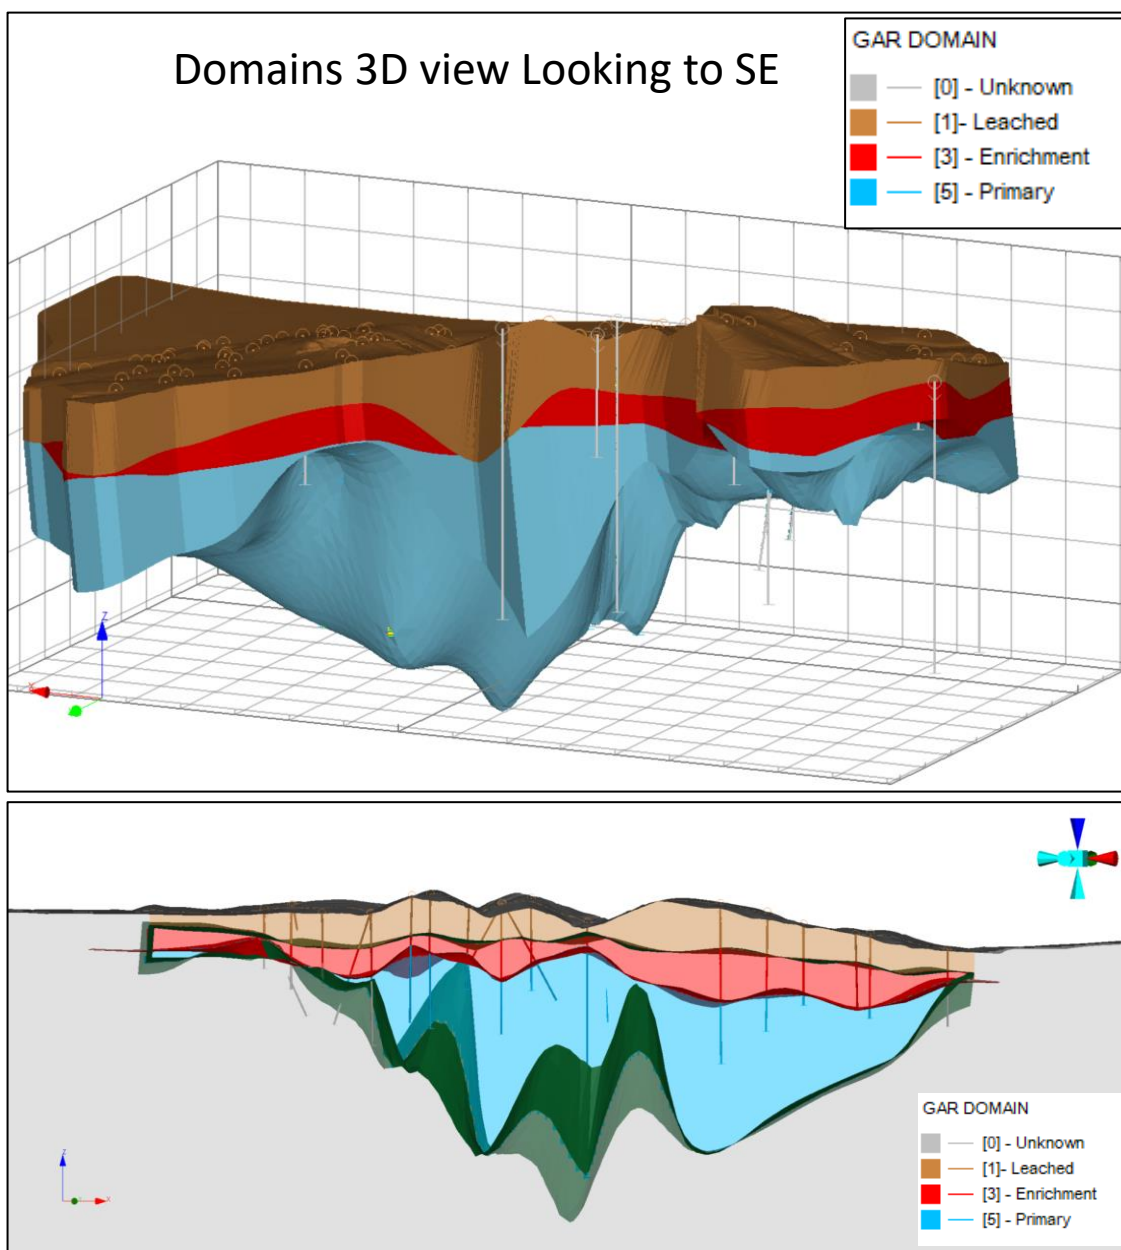 Domains 3D view Looking to SE
GAR DOMAIN
[0] - Unknown
[1]- Leached
[3] - Enrichment
[5] - Primary
Z
X
GAR DOMAIN
[0] - Unknown
[1]- Leached
[3] - Enrichment
[5] - Primary
Z
X